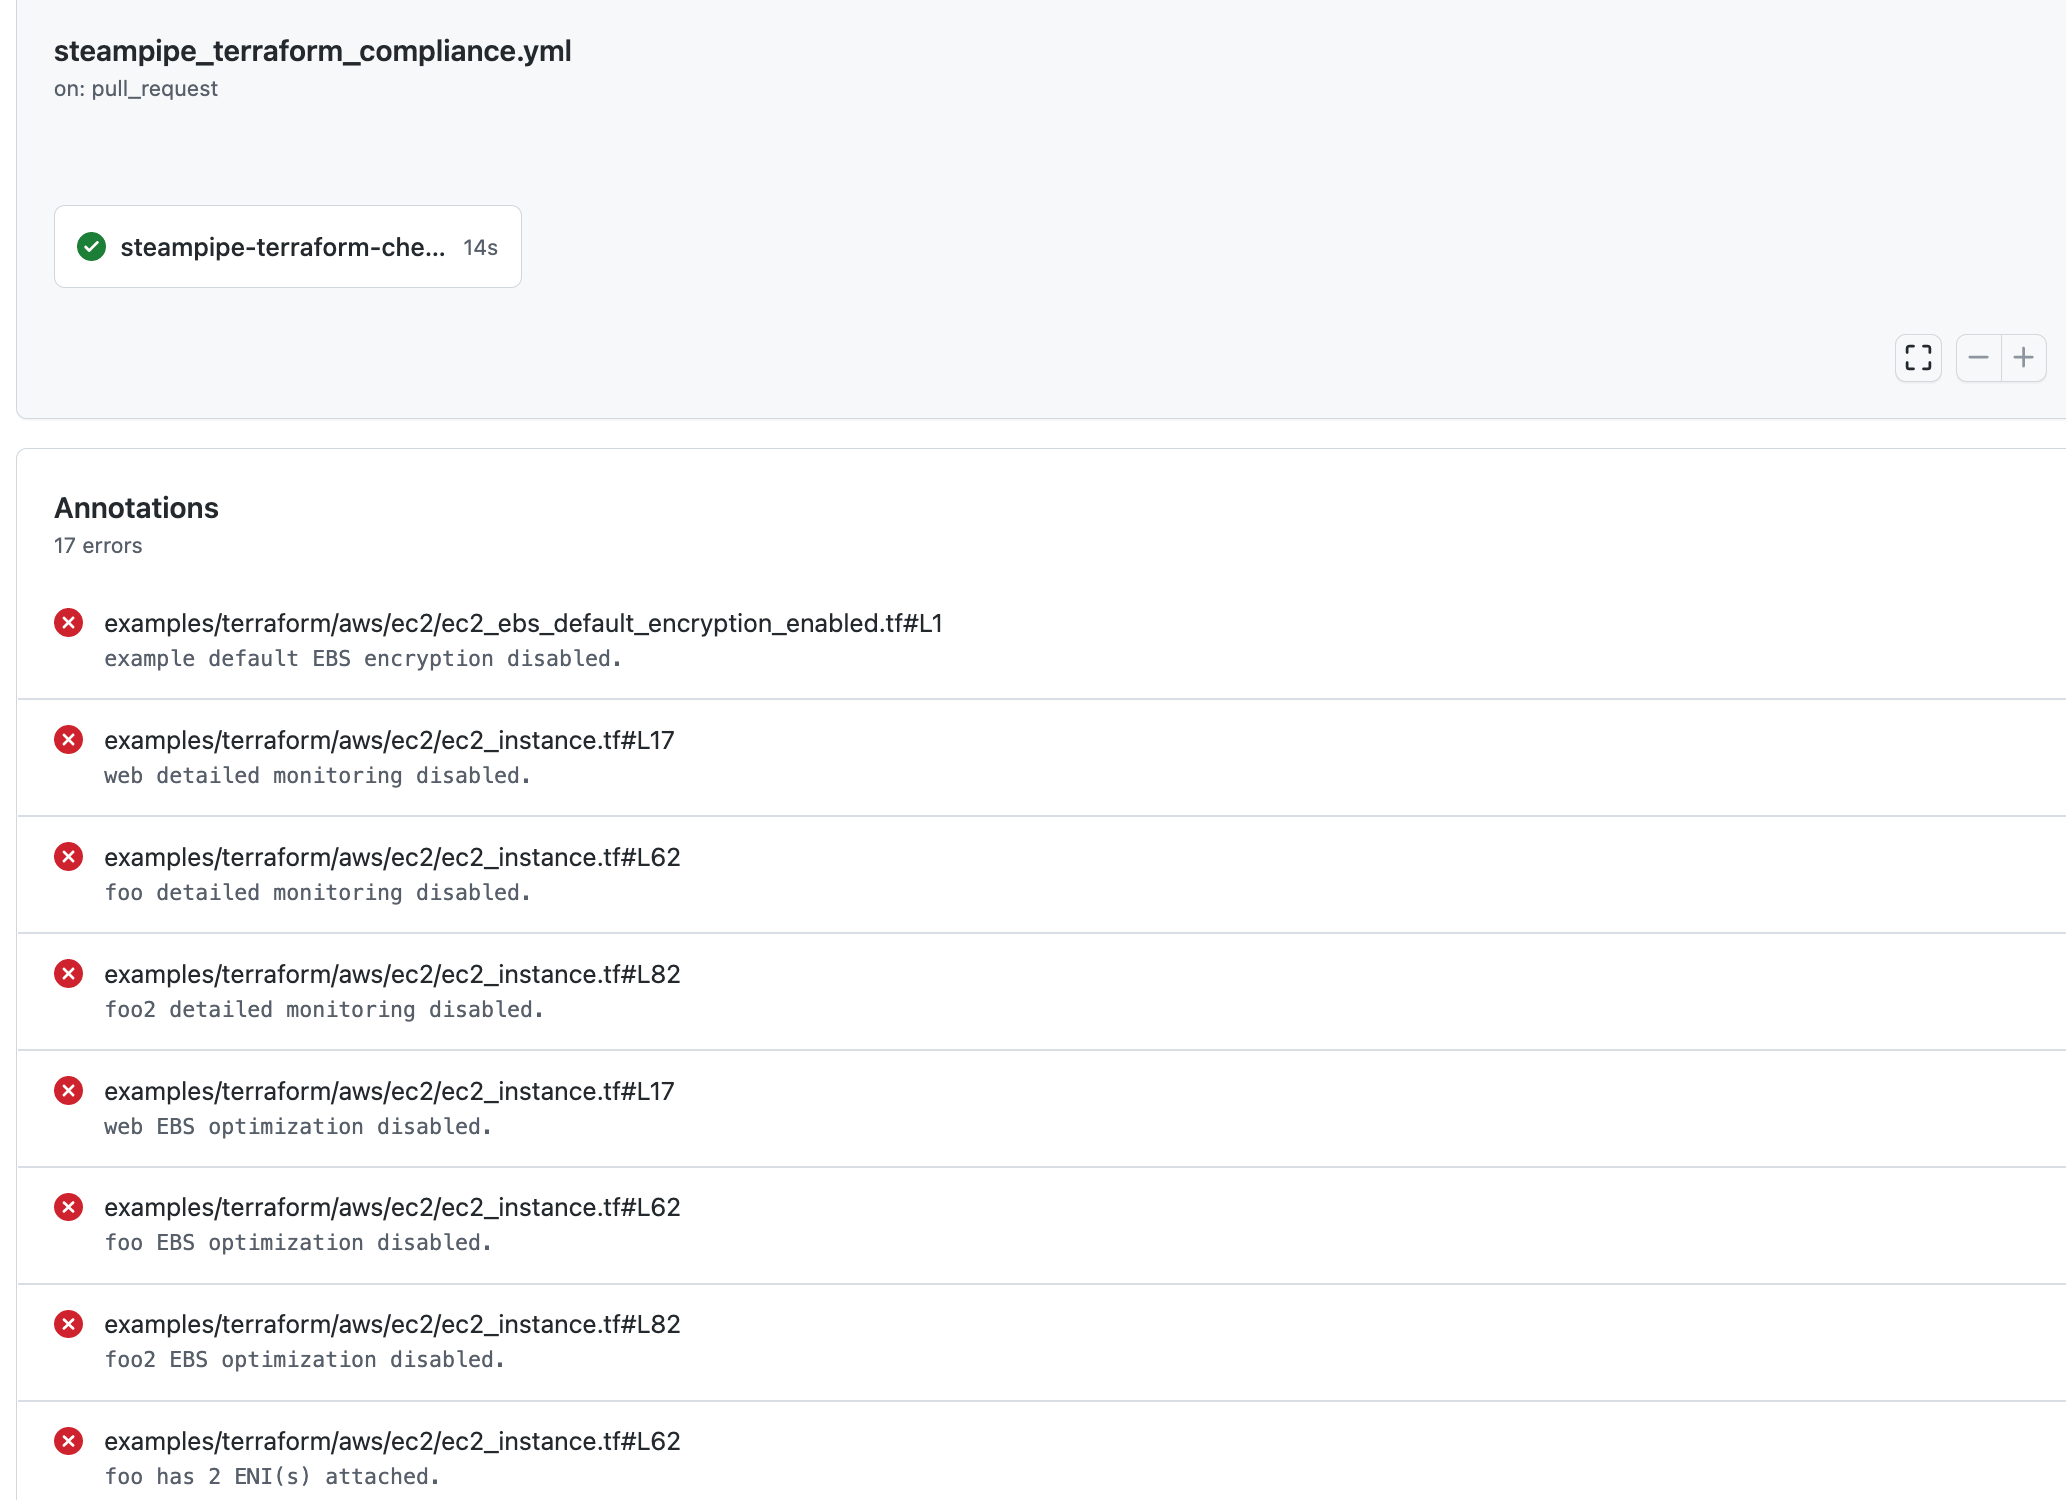 steampipe_terraform_compliance.yml
on: pull_request
steampipe-terraform-che... 14s
Annotations
17 errors
examples/terraform/aws/ec2/ec2_ebs_default_encryption_enabled.tf#L1
example default EBS encryption disabled.
examples/terraform/aws/ec2/ec2_instance.tf#L17
web detailed monitoring disabled.
examples/terraform/aws/ec2/ec2_instance.tf#L62
foo detailed monitoring disabled.
examples/terraform/aws/ec2/ec2_instance.tf#L82
foo2 detailed monitoring disabled.
examples/terraform/aws/ec2/ec2_instance.tf#L17
web EBS optimization disabled.
examples/terraform/aws/ec2/ec2_instance.tf#L62
foo EBS optimization disabled.
examples/terraform/aws/ec2/ec2_instance.tf#L82
foo2 EBS optimization disabled.
examples/terraform/aws/ec2/ec2_instance.tf#L62
foo has 2 ENI(s) attached.